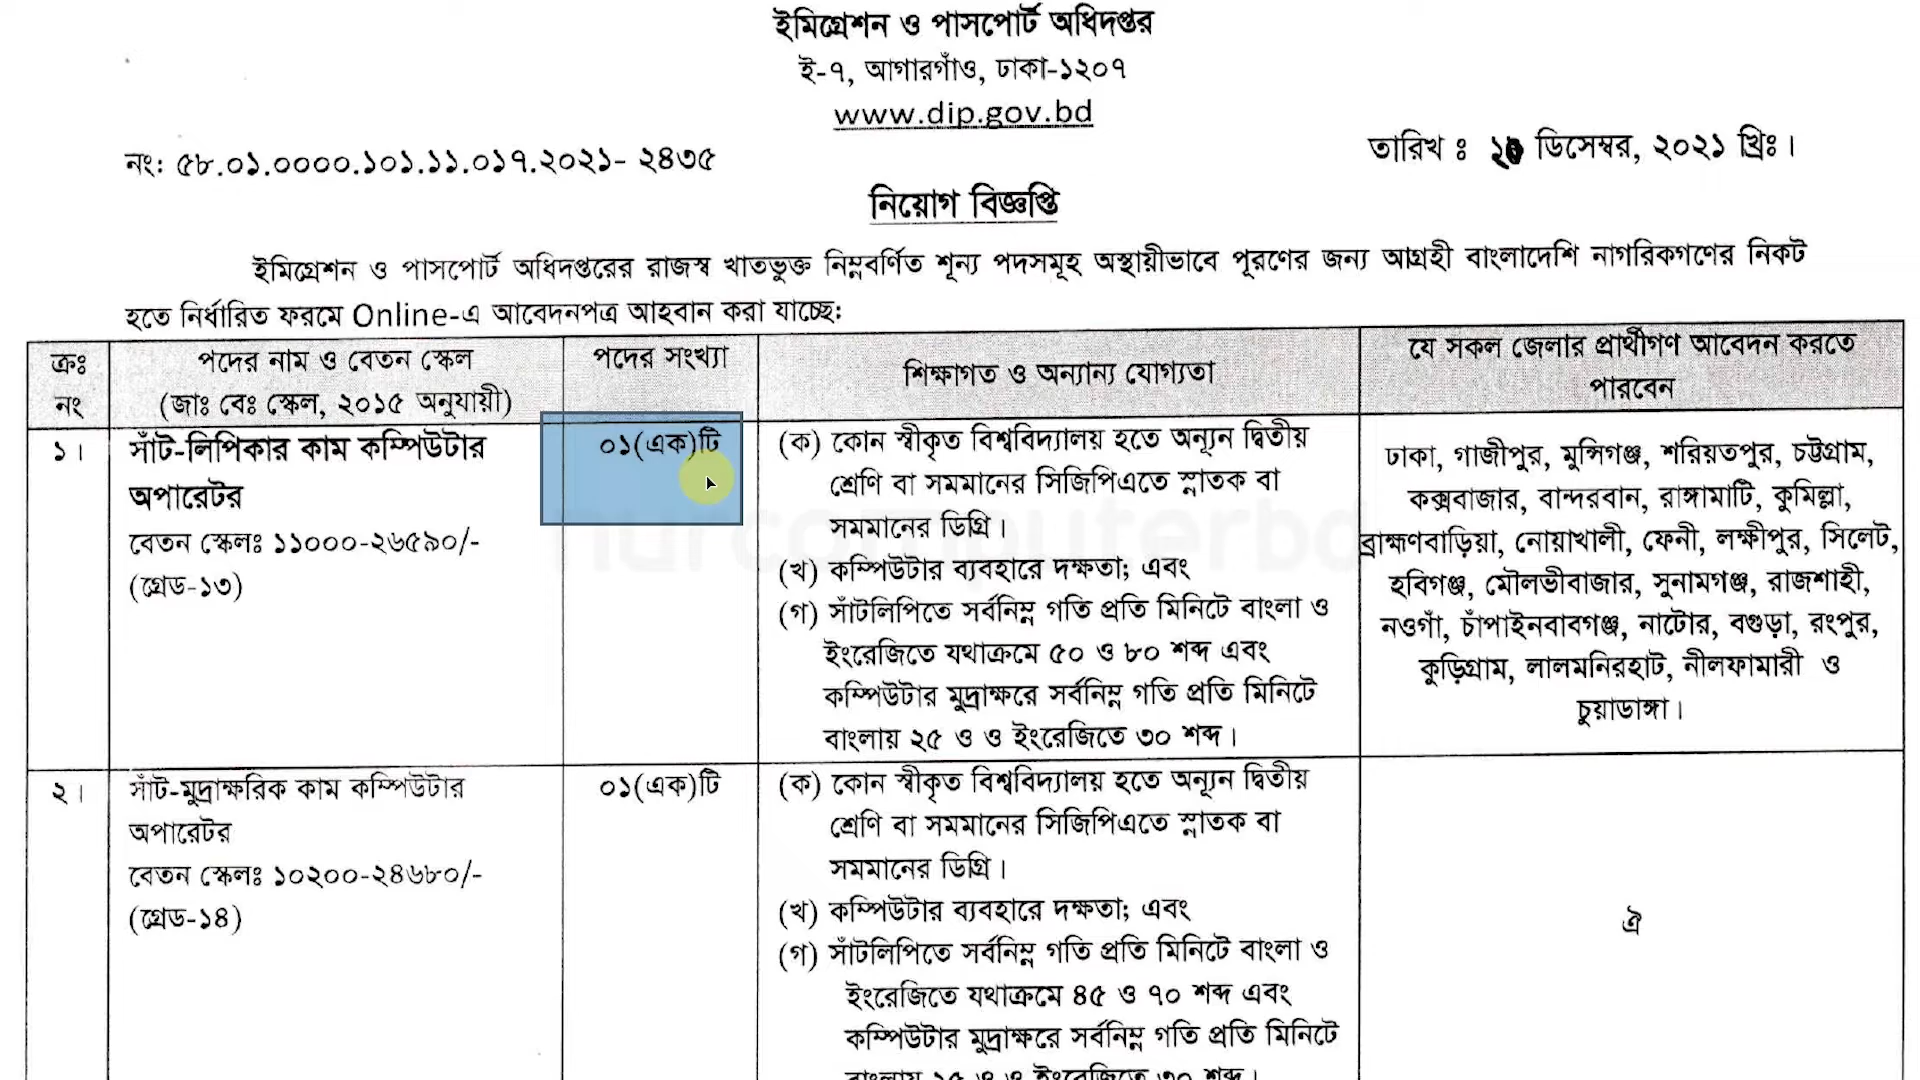 ইমিগ্রেশন ও পাসপোর্ট অধিদপ্তর
ই-৭, আগারগাঁও, ঢাকা-১২০৭
www.dip.gov.bd
নং: ৫৮.০১.০০০০.১০১.১১.০১৭.২০২১- ২৪৩৫
তারিখ ঃ ডিসেম্বর, ২০২১ খ্রিঃ।
নিয়োগ বিজ্ঞপ্তি
ইমিগ্রেশন ও পাসপোর্ট অধিদপ্তরের রাজস্ব খাতভুক্ত নিম্নবর্ণিত শূন্য পদসমূহ অস্থায়ীভাবে পূরণের জন্য আগ্রহী বাংলাদেশি নাগরিকগণের নিকট
হতে নির্ধারিত ফরমে Online-এ আবেদনপত্র আহবান করা যাচ্ছে:
ক্রঃ
নং
পদের নাম ও বেতন স্কেল
(জাঃ বেঃ স্কেল, ২০১৫ অনুযায়ী)
পদের সংখ্যা
শিক্ষাগত ও অন্যান্য যোগ্যতা
যে সকল জেলার প্রার্থীগণ আবেদন করতে
পারবেন
১।
সাঁট-লিপিকার কাম কম্পিউটার
অপারেটর
বেতন স্কেলঃ ১১০০০-২৬৫৯০/-
(গ্রেড-১৩)
০১(এক)টি
(ক) কোন স্বীকৃত বিশ্ববিদ্যালয় হতে অন্যূন দ্বিতীয়
শ্রেণি বা সমমানের সিজিপিএতে স্নাতক বা
সমমানের ডিগ্রি।
(খ) কম্পিউটার ব্যবহারে দক্ষতা; এবং
(গ) সাঁটলিপিতে সর্বনিম্ন গতি প্রতি মিনিটে বাংলা ও
ইংরেজিতে যথাক্রমে ৫০ ও ৮০ শব্দ এবং
কম্পিউটার মুদ্রাক্ষরে সর্বনিম্ন গতি প্রতি মিনিটে
বাংলায় ২৫ ও ও ইংরেজিতে ৩০ শব্দ।
ঢাকা, গাজীপুর, মুন্সিগঞ্জ, শরিয়তপুর, চট্টগ্রাম,
কক্সবাজার, বান্দরবান, রাঙ্গামাটি, কুমিল্লা,
ব্রাহ্মণবাড়িয়া, নোয়াখালী, ফেনী, লক্ষীপুর, সিলেট,
হবিগঞ্জ, মৌলভীবাজার, সুনামগঞ্জ, রাজশাহী,
নওগাঁ, চাঁপাইনবাবগঞ্জ, নাটোর, বগুড়া, রংপুর,
কুড়িগ্রাম, লালমনিরহাট, নীলফামারী ও
চুয়াডাঙ্গা।
nurcomputerbd
২।
সাঁট-মুদ্রাক্ষরিক কাম কম্পিউটার
অপারেটর
বেতন স্কেলঃ ১০২০০-২৪৬৮০/-
(গ্রেড-১৪)
০১(এক)টি
(ক) কোন স্বীকৃত বিশ্ববিদ্যালয় হতে অন্যূন দ্বিতীয়
শ্রেণি বা সমমানের সিজিপিএতে স্নাতক বা
সমমানের ডিগ্রি।
(খ) কম্পিউটার ব্যবহারে দক্ষতা; এবং
(গ) সাঁটলিপিতে সর্বনিম্ন গতি প্রতি মিনিটে বাংলা ও
ইংরেজিতে যথাক্রমে ৪৫ ও ৭০ শব্দ এবং
কম্পিউটার মুদ্রাক্ষরে সর্বনিম্ন গতি প্রতি মিনিটে
বাংলায় ২৫ ও ও ইংরেজিতে ৩০ শব্দ।
ঐ